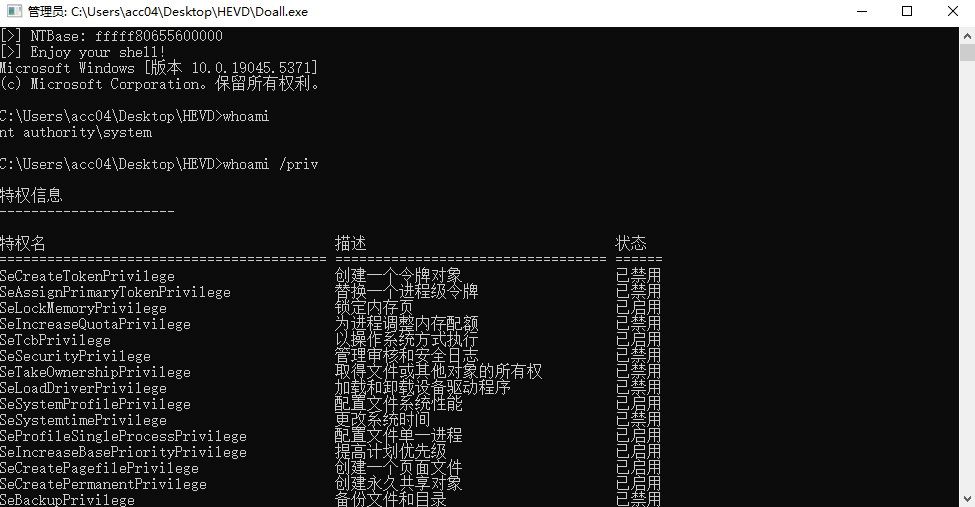 管理员: C:\Users\acc04\Desktop\HEVD\Doall.exe
[>] NTBase: fffff80655600000
[>] Enjoy your shell!
Microsoft Windows [版本 10.0.19045.5371]
(c) Microsoft Corporation。保留所有权利。
C:\Users\acc04\Desktop\HEVD>whoami
nt authority\system
C:\Users\acc04\Desktop\HEVD>whoami /priv
特权信息
----------------------
特权名 描述 状态
========================================= ================================== ======
SeCreateTokenPrivilege 创建一个令牌对象 已禁用
SeAssignPrimaryTokenPrivilege 替换一个进程级令牌 已禁用
SeLockMemoryPrivilege 锁定内存页 已启用
SeIncreaseQuotaPrivilege 为进程调整内存配额 已禁用
SeTcbPrivilege 以操作系统方式执行 已启用
SeSecurityPrivilege 管理审核和安全日志 已禁用
SeTakeOwnershipPrivilege 取得文件或其他对象的所有权 已禁用
SeLoadDriverPrivilege 加载和卸载设备驱动程序 已禁用
SeSystemProfilePrivilege 配置文件系统性能 已启用
SeSystemtimePrivilege 更改系统时间 已禁用
SeProfileSingleProcessPrivilege 配置文件单一进程 已启用
SeIncreaseBasePriorityPrivilege 提高计划优先级 已启用
SeCreatePagefilePrivilege 创建一个页面文件 已启用
SeCreatePermanentPrivilege 创建永久共享对象 已启用
SeBackupPrivilege 备份文件和目录 已禁用